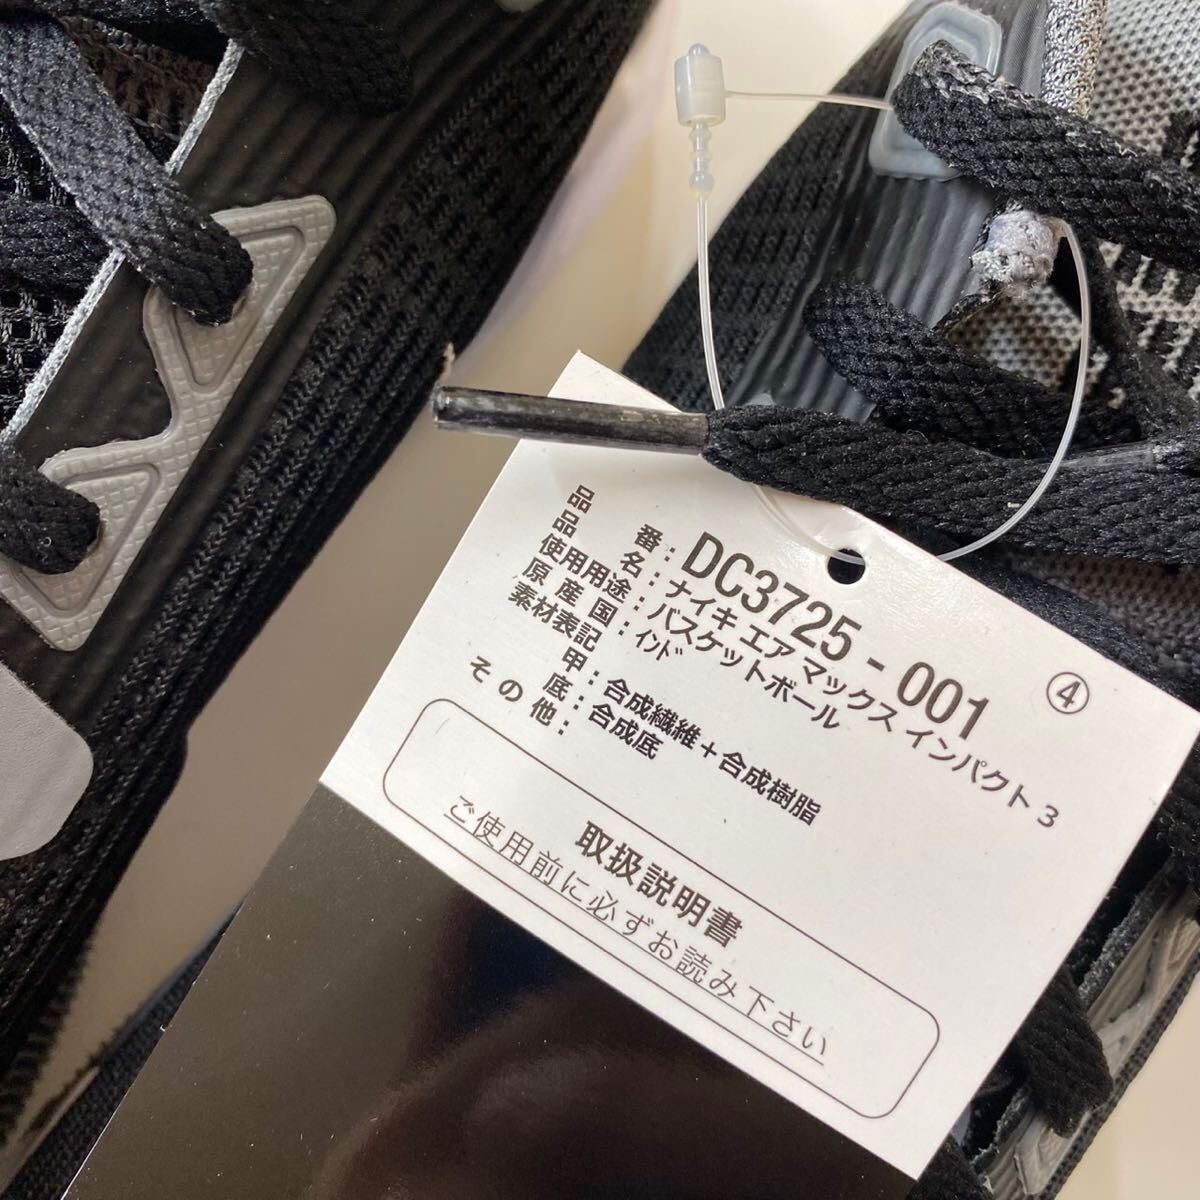 品番：DC3725 - 001 ④
品名：ナイキ エア マックス インパクト 3
使用用途：バスケットボール
原産国：インド
素材表記
甲：合成繊維＋合成樹脂
底：合成底
その他：
取扱説明書
ご使用前に必ずお読み下さい